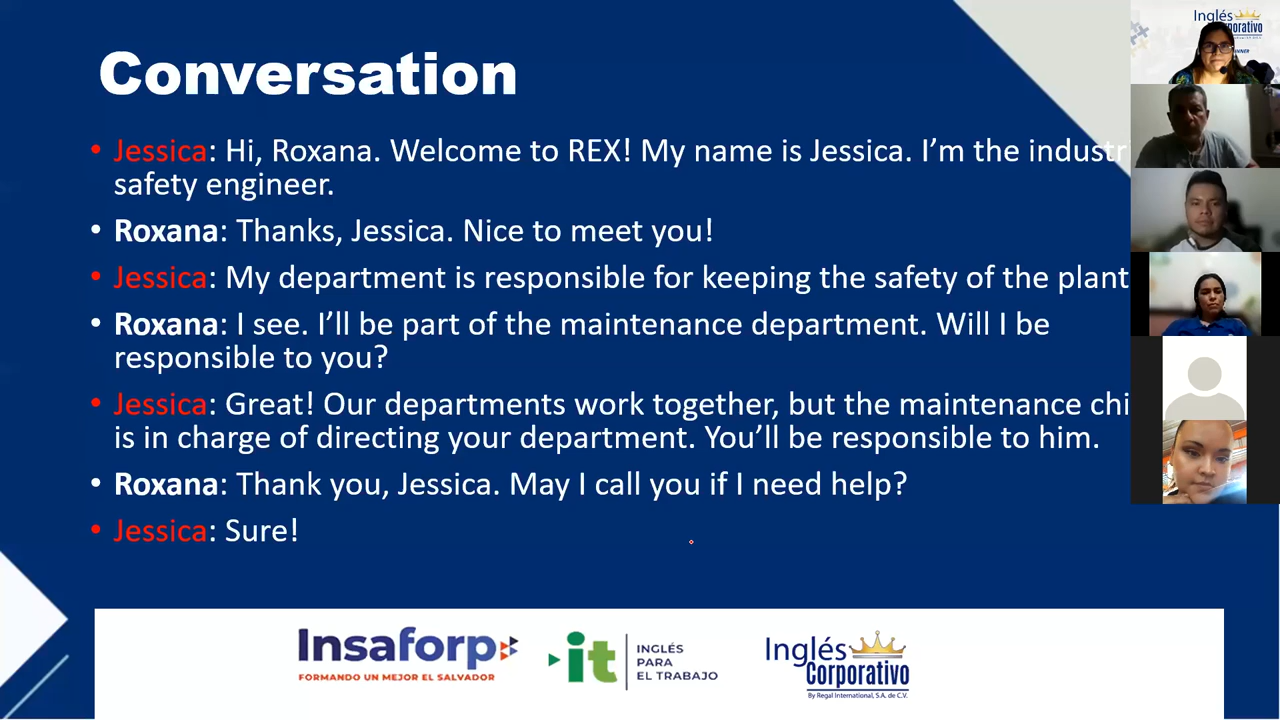 Conversation
• Jessica: Hi, Roxana. Welcome to REX! My name is Jessica. I'm the industr
safety engineer.
• Roxana: Thanks, Jessica. Nice to meet you!
• Jessica: My department is responsible for keeping the safety of the plant
• Roxana: I see. I'll be part of the maintenance department. Will I be
responsible to you?
• Jessica: Great! Our departments work together, but the maintenance chi
is in charge of directing your department. You'll be responsible to him.
• Roxana: Thank you, Jessica. May I call you if I need help?
• Jessica: Sure!
Insaforp
FORMANDO UN MEJOR EL SALVADOR
it
INGLÉS
PARA
EL TRABAJO
Inglés
Corporativo
By Regal International, S.A. de C.V.
Inglés
porativo